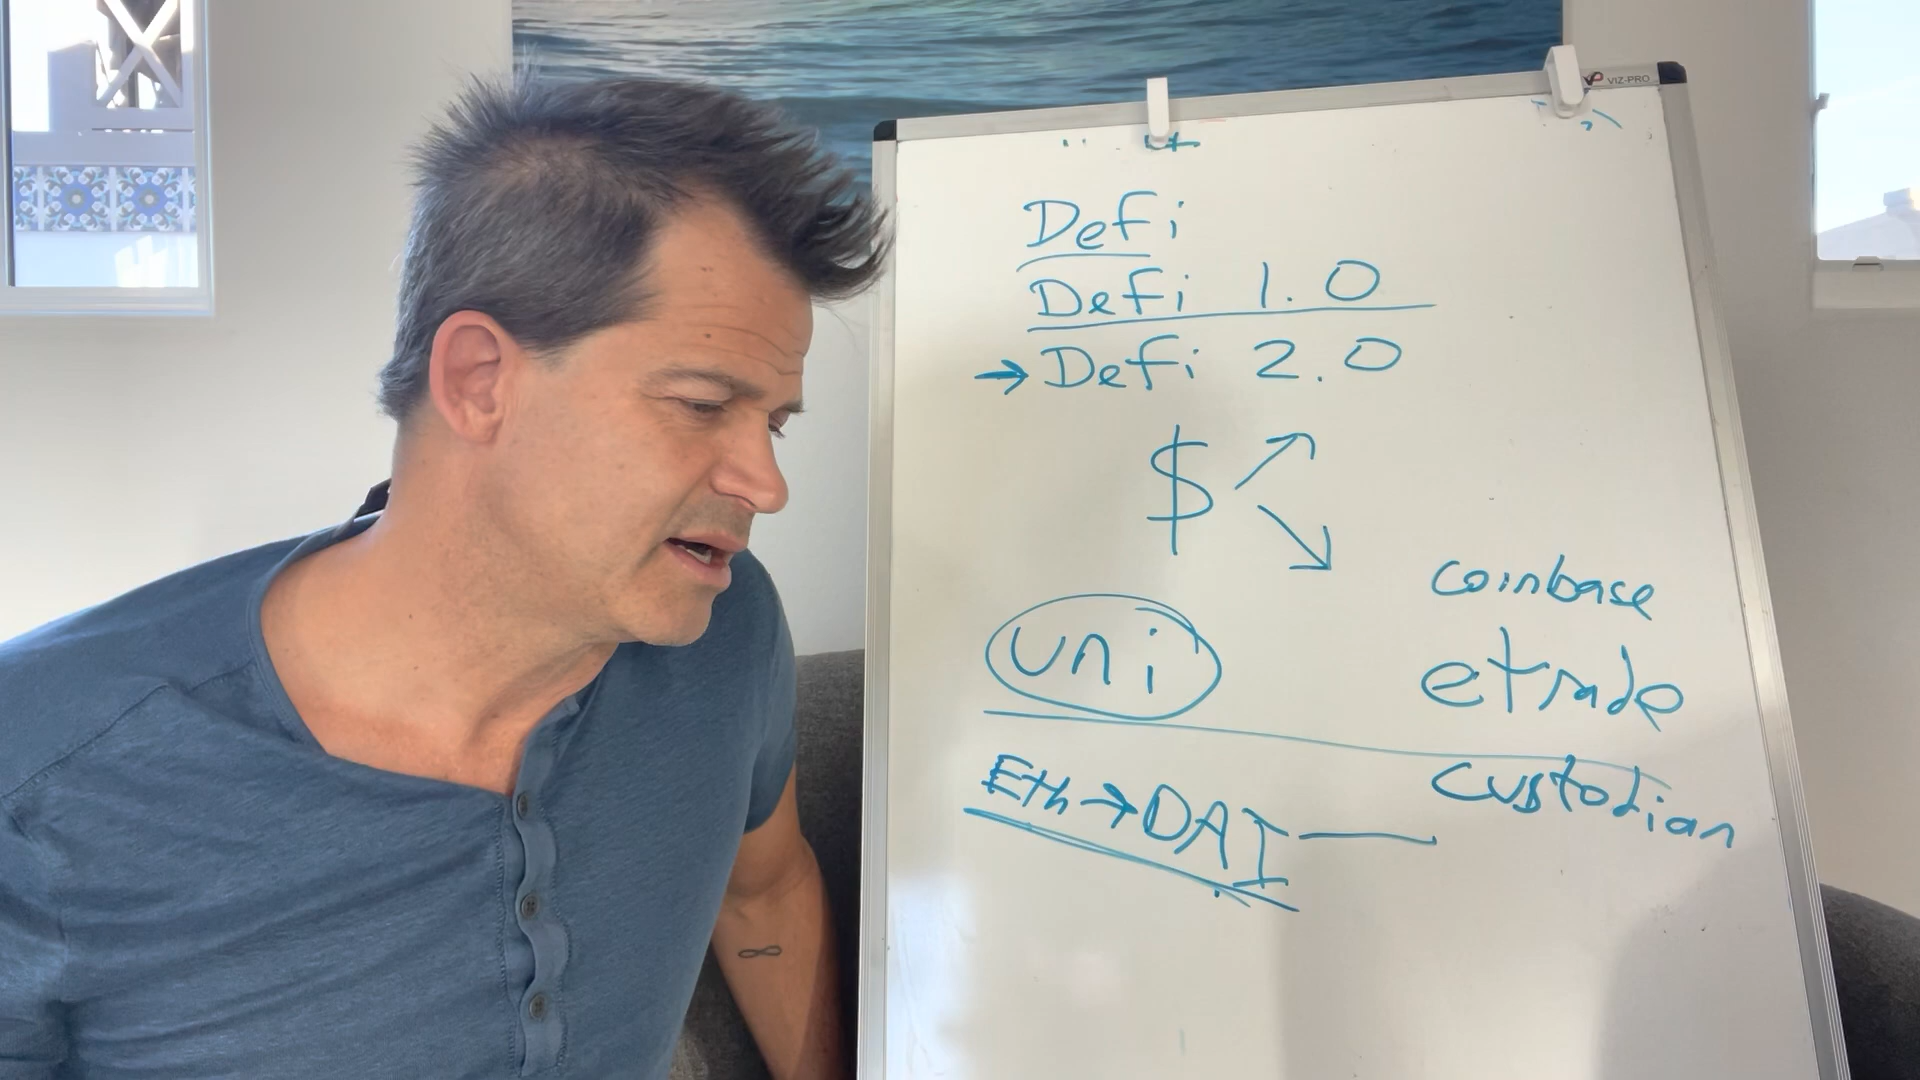 VIZ-PRO
Defi
Defi 1.0
→ Defi 2.0
$
coinbase
uni
etrade
Eth → DAI —
custodian